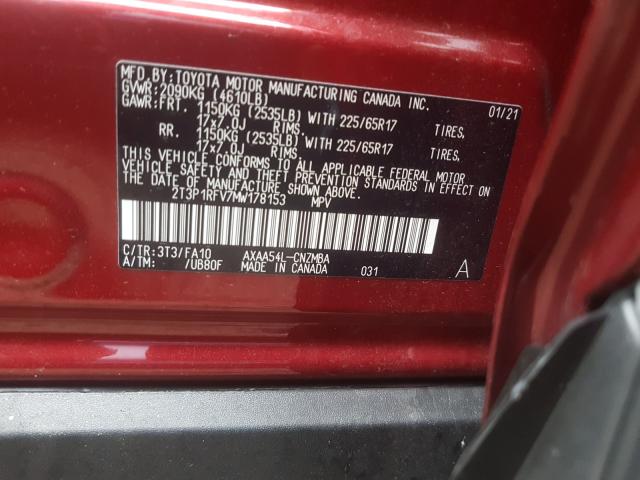 MFD. BY: TOYOTA MOTOR MANUFACTURING CANADA INC. 01/21
GVWR: 2090KG (4610LB)
GAWR: FRT. 1150KG (2535LB) WITH 225/65R17 TIRES,
17x7.0J RIMS.
RR. 1150KG (2535LB) WITH 225/65R17 TIRES,
17x7.0J RIMS.
THIS VEHICLE CONFORMS TO ALL APPLICABLE FEDERAL MOTOR
VEHICLE SAFETY AND THEFT PREVENTION STANDARDS IN EFFECT ON
THE DATE OF MANUFACTURE SHOWN ABOVE.
2T3P1RFV7MW178153 MPV
C/TR: 3T3/FA10 AXAA54L-CNZMBA
A/TM: /UB80F MADE IN CANADA 031 A